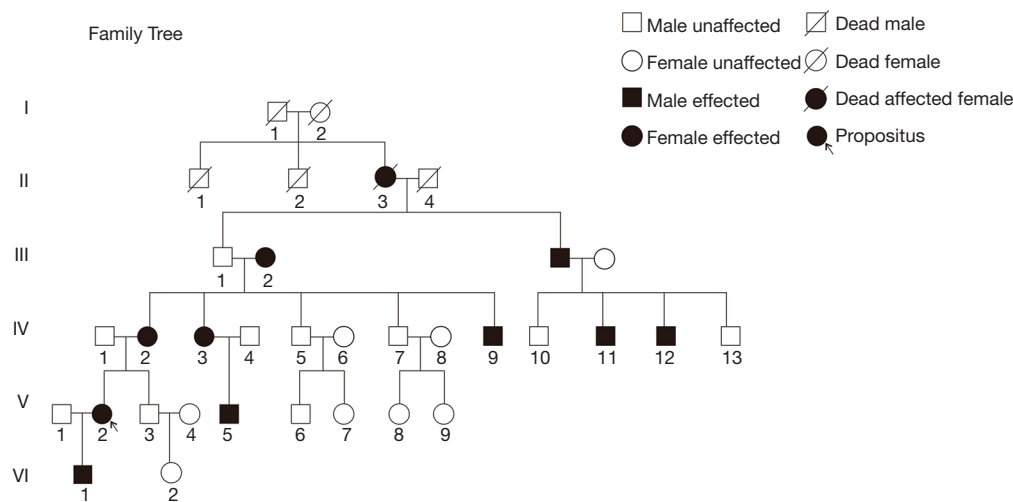 Family Tree
Male unaffected
Dead male
Female unaffected
Dead female
Male effected
Dead affected female
Female effected
Propositus
I
1 2
II
1 2 3 4
III
1 2
IV
1 2 3 4 5 6 7 8 9 10 11 12 13
V
1 2 3 4 5 6 7 8 9
VI
1 2